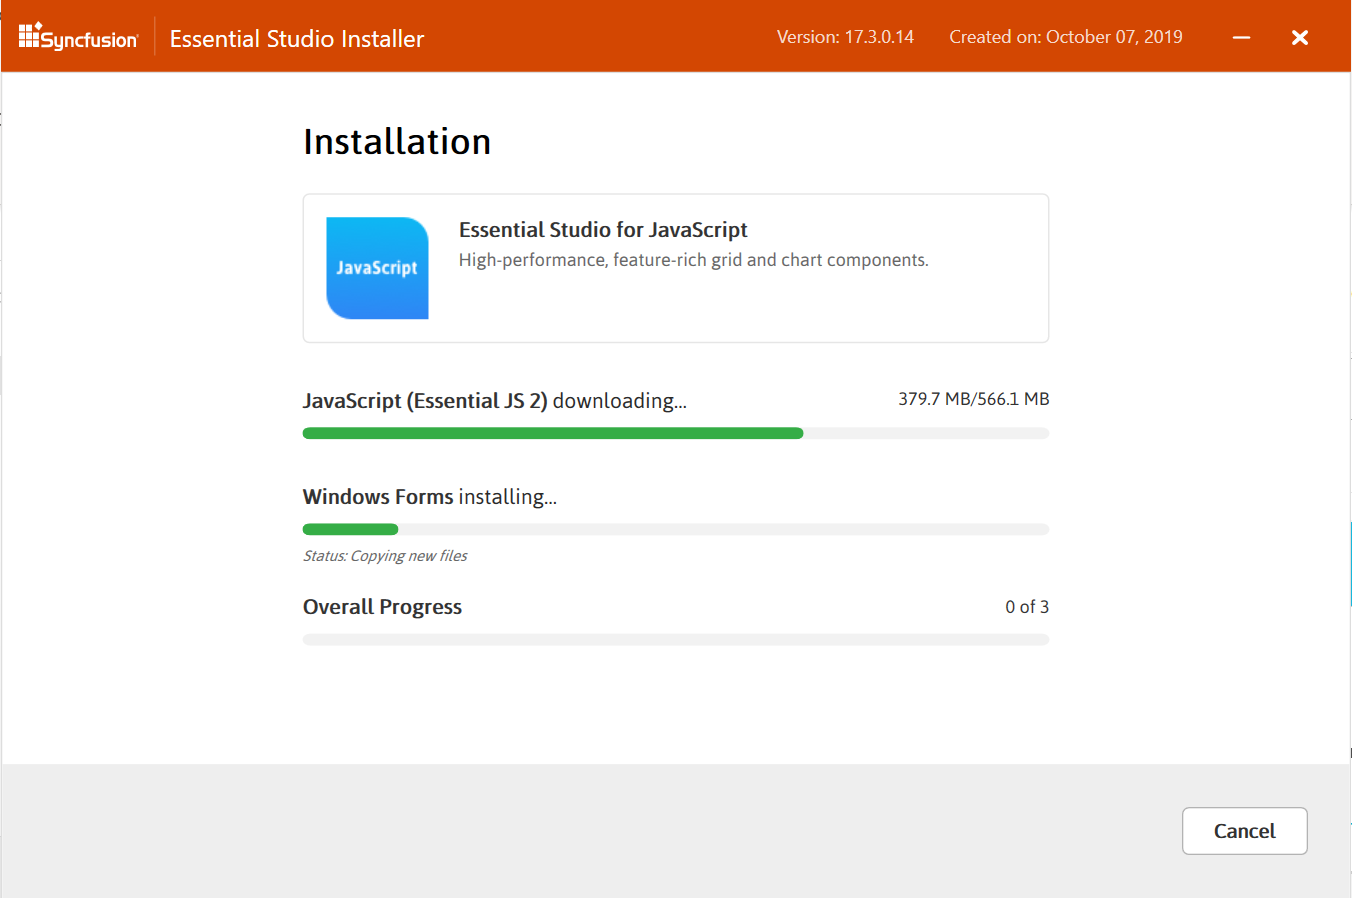 Syncfusion
Essential Studio Installer
Version: 17.3.0.14
Created on: October 07, 2019
Installation
JavaScript
Essential Studio for JavaScript
High-performance, feature-rich grid and chart components.
JavaScript (Essential JS 2) downloading...
379.7 MB/566.1 MB
Windows Forms installing...
Status: Copying new files
Overall Progress
0 of 3
Cancel